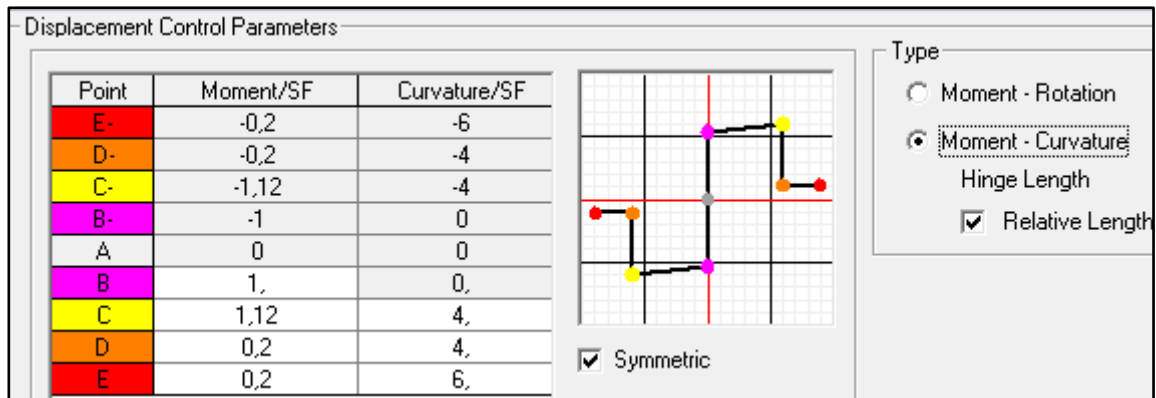 Displacement Control Parameters
Point Moment/SF Curvature/SF
E- -0,2 -6
D- -0,2 -4
C- -1,12 -4
B- -1 0
A 0 0
B 1, 0,
C 1,12 4,
D 0,2 4,
E 0,2 6,
Symmetric
Type
Moment - Rotation
Moment - Curvature
Hinge Length
Relative Length